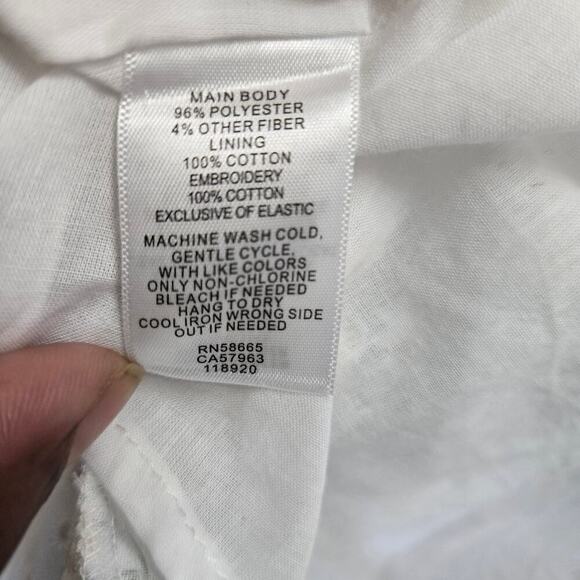 MAIN BODY
96% POLYESTER
4% OTHER FIBER
LINING
100% COTTON
EMBROIDERY
100% COTTON
EXCLUSIVE OF ELASTIC
MACHINE WASH COLD,
GENTLE CYCLE,
WITH LIKE COLORS
ONLY NON-CHLORINE
BLEACH IF NEEDED
HANG TO DRY
COOL IRON WRONG SIDE
OUT IF NEEDED
RN58665
CA57963
118920